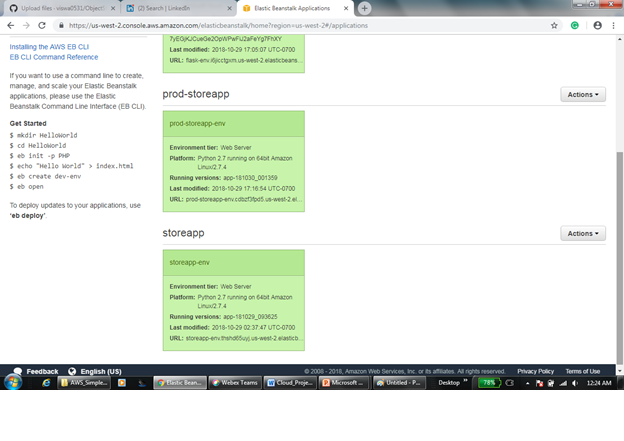 Upload files · viswa0531/Object
(2) Search | LinkedIn
Elastic Beanstalk Applications
https://us-west-2.console.aws.amazon.com/elasticbeanstalk/home?region=us-west-2#/applications
Installing the AWS EB CLI
EB CLI Command Reference
If you want to use a command line to create,
manage, and scale your Elastic
Beanstalk applications, please use the Elastic
Beanstalk Command Line Interface (EB CLI).
Get Started
$ mkdir HelloWorld
$ cd HelloWorld
$ eb init -p PHP
$ echo "Hello World" > index.html
$ eb create dev-env
$ eb open
To deploy updates to your applications, use
'eb deploy'.
Last modified: 2018-10-29 17:05:07 UTC-0700
URL: flask-env.i6jicctgxm.us-west-2.elasticbeans...
prod-storeapp
Actions
prod-storeapp-env
Environment tier: Web Server
Platform: Python 2.7 running on 64bit Amazon
Linux/2.7.4
Running versions: app-181030_001359
Last modified: 2018-10-29 17:16:54 UTC-0700
URL: prod-storeapp-env.cdbzf3fpd5.us-west-2.el...
storeapp
Actions
storeapp-env
Environment tier: Web Server
Platform: Python 2.7 running on 64bit Amazon
Linux/2.7.4
Running versions: app-181029_093625
Last modified: 2018-10-29 02:37:47 UTC-0700
URL: storeapp-env.thshd65uyj.us-west-2.elasticb...
Feedback
English (US)
© 2008 - 2018, Amazon Web Services, Inc. or its affiliates. All rights reserved.
Privacy Policy
Terms of Use
AWS_Simple...
Elastic Bean...
Webex Teams
Cloud_Proje...
Microsoft ...
Untitled - P...
Desktop
78%
12:24 AM